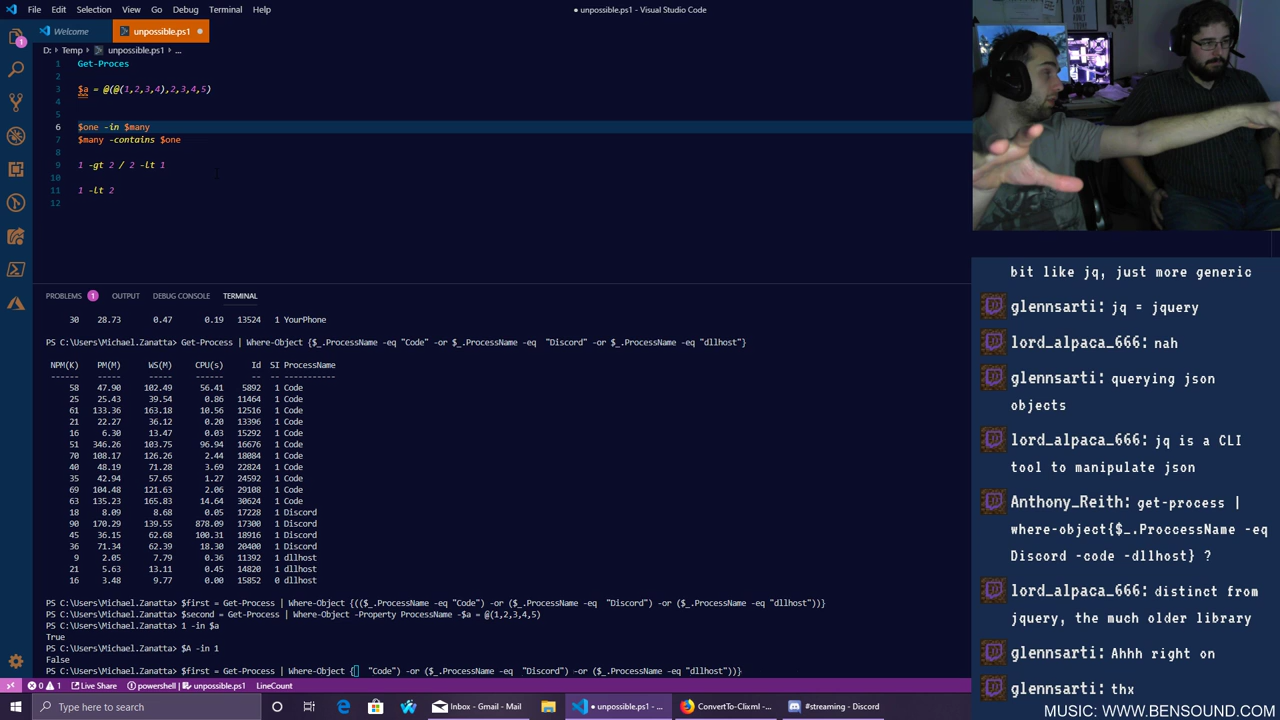 File Edit Selection View Go Debug Terminal Help
● unpossible.ps1 - Visual Studio Code
Welcome
unpossible.ps1 ●
D: > Temp > unpossible.ps1 > ...
1 Get-Proces
2
3 $a = @(@(1,2,3,4),2,3,4,5)
4
5
6 $one -in $many
7 $many -contains $one
8
9 1 -gt 2 / 2 -lt 1
10
11 1 -lt 2
12
PROBLEMS 1 OUTPUT DEBUG CONSOLE TERMINAL
30 28.73 0.47 0.19 13524 1 YourPhone
PS C:\Users\Michael.Zanatta> Get-Process | Where-Object {$_.ProcessName -eq "Code" -or $_.ProcessName -eq  "Discord" -or $_.ProcessName -eq "dllhost"}
NPM(K) PM(M) WS(M) CPU(s) Id SI ProcessName
------ ----- ----- ------ -- -- -----------
58 47.90 102.49 56.41 5892 1 Code
25 25.43 39.54 0.86 11464 1 Code
61 133.36 163.18 10.56 12516 1 Code
21 22.27 36.12 0.20 13396 1 Code
16 6.30 13.47 0.03 15292 1 Code
51 346.26 103.75 96.94 16676 1 Code
70 108.17 126.26 2.44 18084 1 Code
40 48.19 71.28 3.69 22824 1 Code
35 42.94 57.65 1.27 24592 1 Code
69 104.48 121.63 2.06 29108 1 Code
63 135.23 165.83 14.64 30624 1 Code
18 8.09 8.68 0.05 17228 1 Discord
90 170.29 139.55 878.09 17300 1 Discord
45 36.15 62.68 100.31 18916 1 Discord
36 71.34 62.39 18.30 20400 1 Discord
9 2.05 7.79 0.36 11392 1 dllhost
21 5.63 13.11 0.45 14820 1 dllhost
16 3.48 9.77 0.00 15852 0 dllhost
PS C:\Users\Michael.Zanatta> $first = Get-Process | Where-Object {(($_.ProcessName -eq "Code") -or ($_.ProcessName -eq  "Discord") -or ($_.ProcessName -eq "dllhost"))}
PS C:\Users\Michael.Zanatta> $second = Get-Process | Where-Object -Property ProcessName -$a = @(1,2,3,4,5)
PS C:\Users\Michael.Zanatta> 1 -in $a
True
PS C:\Users\Michael.Zanatta> $A -in 1
False
PS C:\Users\Michael.Zanatta> $first = Get-Process | Where-Object {  "Code") -or ($_.ProcessName -eq  "Discord") -or ($_.ProcessName -eq "dllhost"))}
0 1 Live Share powershell | unpossible.ps1 LineCount
Type here to search
Inbox - Gmail - Mail
● unpossible.ps1 - ...
ConvertTo-Clixml -...
#streaming - Discord
bit like jq, just more generic
glennsarti: jq = jquery
lord_alpaca_666: nah
glennsarti: querying json
objects
lord_alpaca_666: jq is a CLI
tool to manipulate json
Anthony_Reith: get-process |
where-object{$_.ProccessName -eq
Discord -code -dllhost} ?
lord_alpaca_666: distinct from
jquery, the much older library
glennsarti: Ahhh right on
glennsarti: thx
MUSIC: WWW.BENSOUND.COM